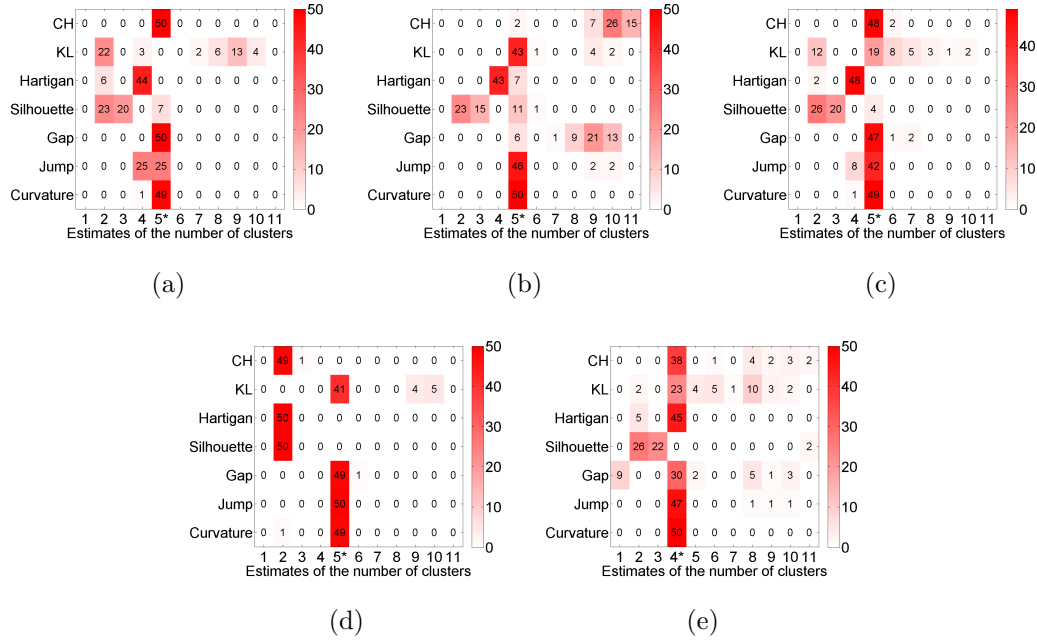 CH 0 0 0 0 50 0 0 0 0 0 0
KL 0 22 0 3 0 0 2 6 13 4 0
Hartigan 0 6 0 44 0 0 0 0 0 0 0
Silhouette 0 23 20 0 7 0 0 0 0 0 0
Gap 0 0 0 0 50 0 0 0 0 0 0
Jump 0 0 0 25 25 0 0 0 0 0 0
Curvature 0 0 0 1 49 0 0 0 0 0 0
1 2 3 4 5* 6 7 8 9 10 11
Estimates of the number of clusters
50
40
30
20
10
0
(a)
CH 0 0 0 0 2 0 0 0 7 26 15
KL 0 0 0 0 43 1 0 0 4 2 0
Hartigan 0 0 0 43 7 0 0 0 0 0 0
Silhouette 0 23 15 0 11 1 0 0 0 0 0
Gap 0 0 0 0 6 0 1 9 21 13 0
Jump 0 0 0 0 46 0 0 0 2 2 0
Curvature 0 0 0 0 50 0 0 0 0 0 0
1 2 3 4 5* 6 7 8 9 10 11
Estimates of the number of clusters
50
40
30
20
10
0
(b)
CH 0 0 0 0 48 2 0 0 0 0 0
KL 0 12 0 0 19 8 5 3 1 2 0
Hartigan 0 2 0 48 0 0 0 0 0 0 0
Silhouette 0 26 20 0 4 0 0 0 0 0 0
Gap 0 0 0 0 47 1 2 0 0 0 0
Jump 0 0 0 8 42 0 0 0 0 0 0
Curvature 0 0 0 1 49 0 0 0 0 0 0
1 2 3 4 5* 6 7 8 9 10 11
Estimates of the number of clusters
40
30
20
10
0
(c)
CH 0 49 1 0 0 0 0 0 0 0 0
KL 0 0 0 0 41 0 0 0 4 5 0
Hartigan 0 50 0 0 0 0 0 0 0 0 0
Silhouette 0 50 0 0 0 0 0 0 0 0 0
Gap 0 0 0 0 49 1 0 0 0 0 0
Jump 0 0 0 0 50 0 0 0 0 0 0
Curvature 0 1 0 0 49 0 0 0 0 0 0
1 2 3 4 5* 6 7 8 9 10 11
Estimates of the number of clusters
50
40
30
20
10
0
(d)
CH 0 0 0 38 0 1 0 4 2 3 2
KL 0 2 0 23 4 5 1 10 3 2 0
Hartigan 0 5 0 45 0 0 0 0 0 0 0
Silhouette 0 26 22 0 0 0 0 0 0 0 2
Gap 9 0 0 30 2 0 0 5 1 3 0
Jump 0 0 0 47 0 0 0 1 1 1 0
Curvature 0 0 0 50 0 0 0 0 0 0 0
1 2 3 4* 5 6 7 8 9 10 11
Estimates of the number of clusters
50
40
30
20
10
0
(e)